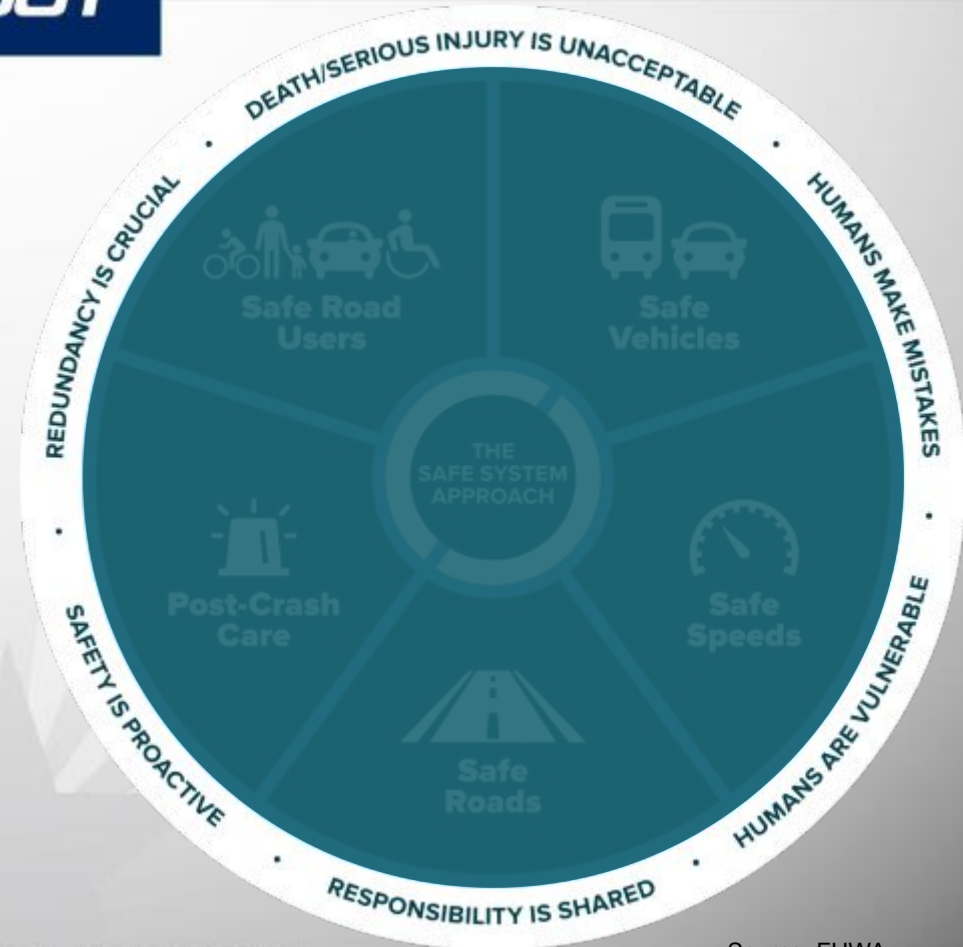 DEATH/SERIOUS INJURY IS UNACCEPTABLE
HUMANS MAKE MISTAKES
HUMANS ARE VULNERABLE
RESPONSIBILITY IS SHARED
SAFETY IS PROACTIVE
REDUNDANCY IS CRUCIAL
Safe Road
Users
Safe
Vehicles
THE
SAFE SYSTEM
APPROACH
Post-Crash
Care
Safe
Speeds
Safe
Roads